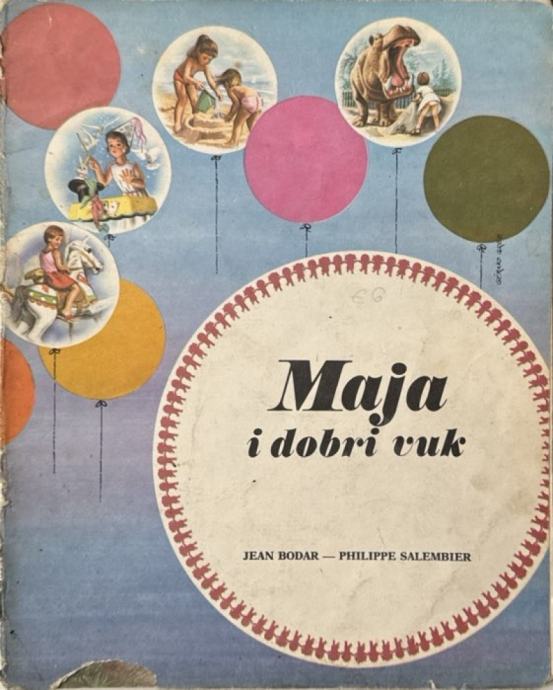 Maja
i dobri vuk
JEAN BODAR — PHILIPPE SALEMBIER